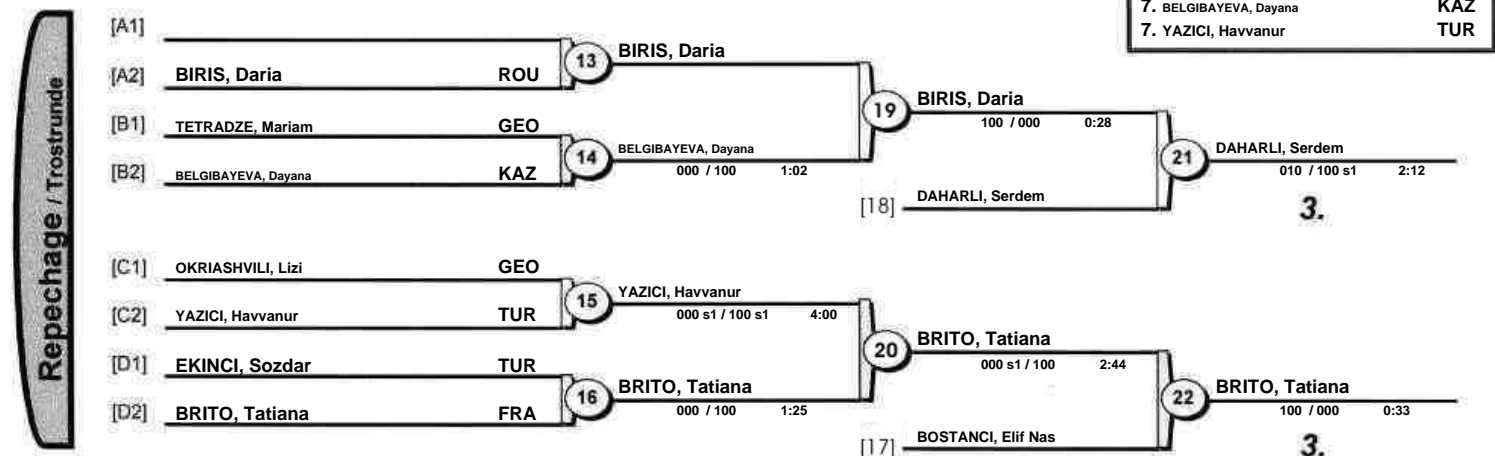 7. BELGIBAYEVA, Dayana KAZ
7. YAZICI, Havvanur TUR
Repechage / Trostrunde
[A1]
[A2] BIRIS, Daria ROU
13 BIRIS, Daria
[B1] TETRADZE, Mariam GEO
[B2] BELGIBAYEVA, Dayana KAZ
14 BELGIBAYEVA, Dayana
000 / 100 1:02
19 BIRIS, Daria
100 / 000 0:28
[18] DAHARLI, Serdem
21 DAHARLI, Serdem
010 / 100 s1 2:12
3.
[C1] OKRIASHVILI, Lizi GEO
[C2] YAZICI, Havvanur TUR
15 YAZICI, Havvanur
000 s1 / 100 s1 4:00
[D1] EKINCI, Sozdar TUR
[D2] BRITO, Tatiana FRA
16 BRITO, Tatiana
000 / 100 1:25
20 BRITO, Tatiana
000 s1 / 100 2:44
[17] BOSTANCI, Elif Nas
22 BRITO, Tatiana
100 / 000 0:33
3.